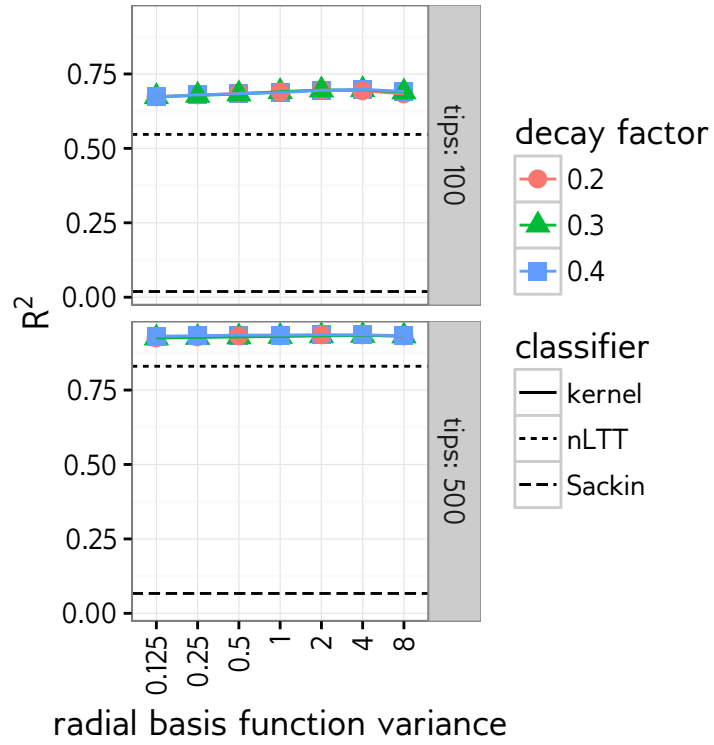 R²
0.75
0.50
0.25
0.00
tips: 100
0.75
0.50
0.25
0.00
tips: 500
0.125
0.25
0.5
1
2
4
8
radial basis function variance
decay factor
0.2
0.3
0.4
classifier
kernel
nLTT
Sackin